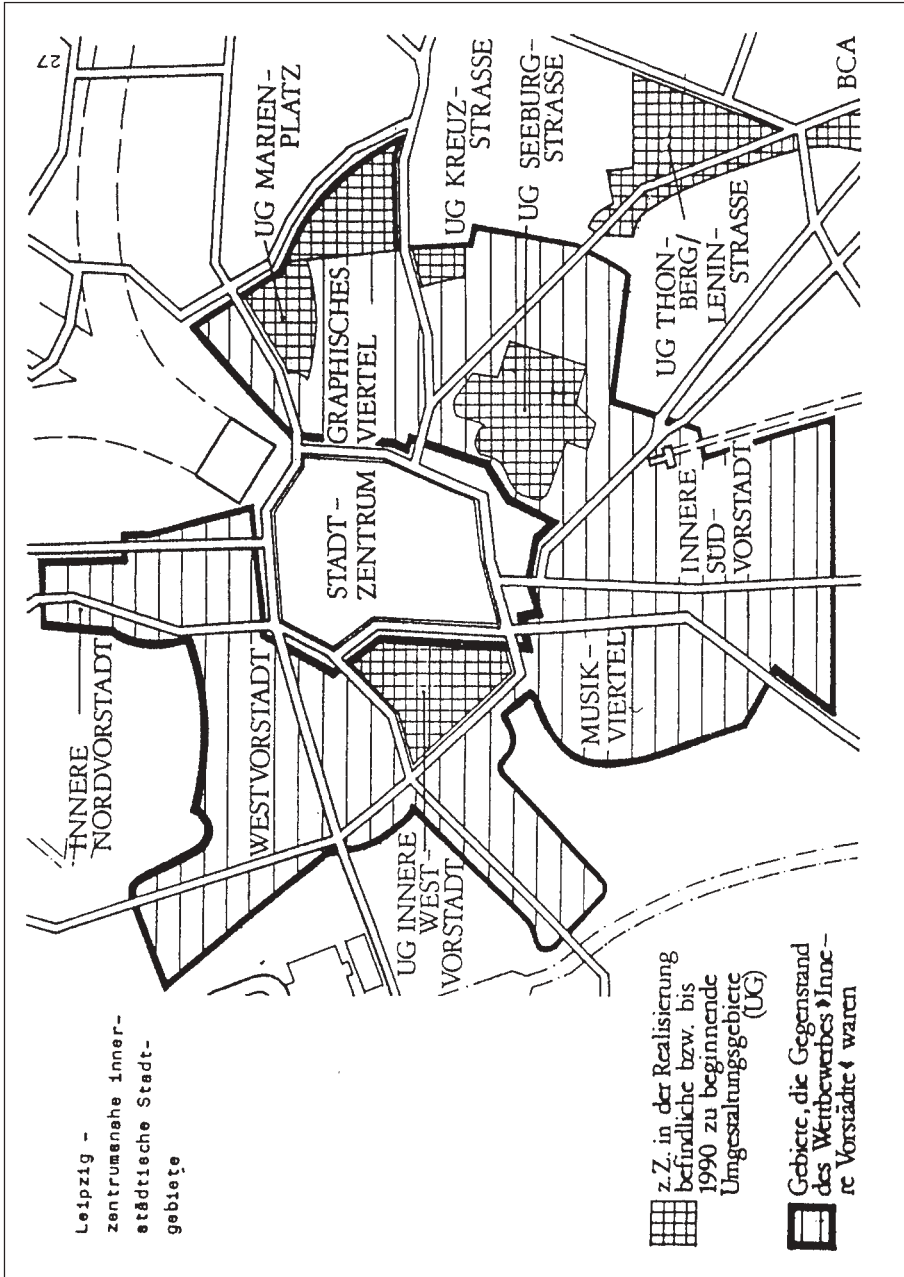 Leipzig -
zentrumsnahe inner-
städtische Stadt-
gebiete
z.Z. in der Realisierung
befindliche bzw. bis
1990 zu beginnende
Umgestaltungsgebiete
(UG)
Gebiete, die Gegenstand
des Wettbewerbes »Inne-
re Vorstädte« waren
INNERE
NORDVORSTADT
WESTVORSTADT
UG INNERE
WEST-
VORSTADT
STADT-
ZENTRUM
MUSIK-
VIERTEL
GRAPHISCHES
VIERTEL
INNERE
SÜD-
VORSTADT
UG MARIEN-
PLATZ
UG KREUZ-
STRASSE
UG SEEBURG-
STRASSE
UG THON-
BERG/
LENIN-
STRASSE
27
BCA